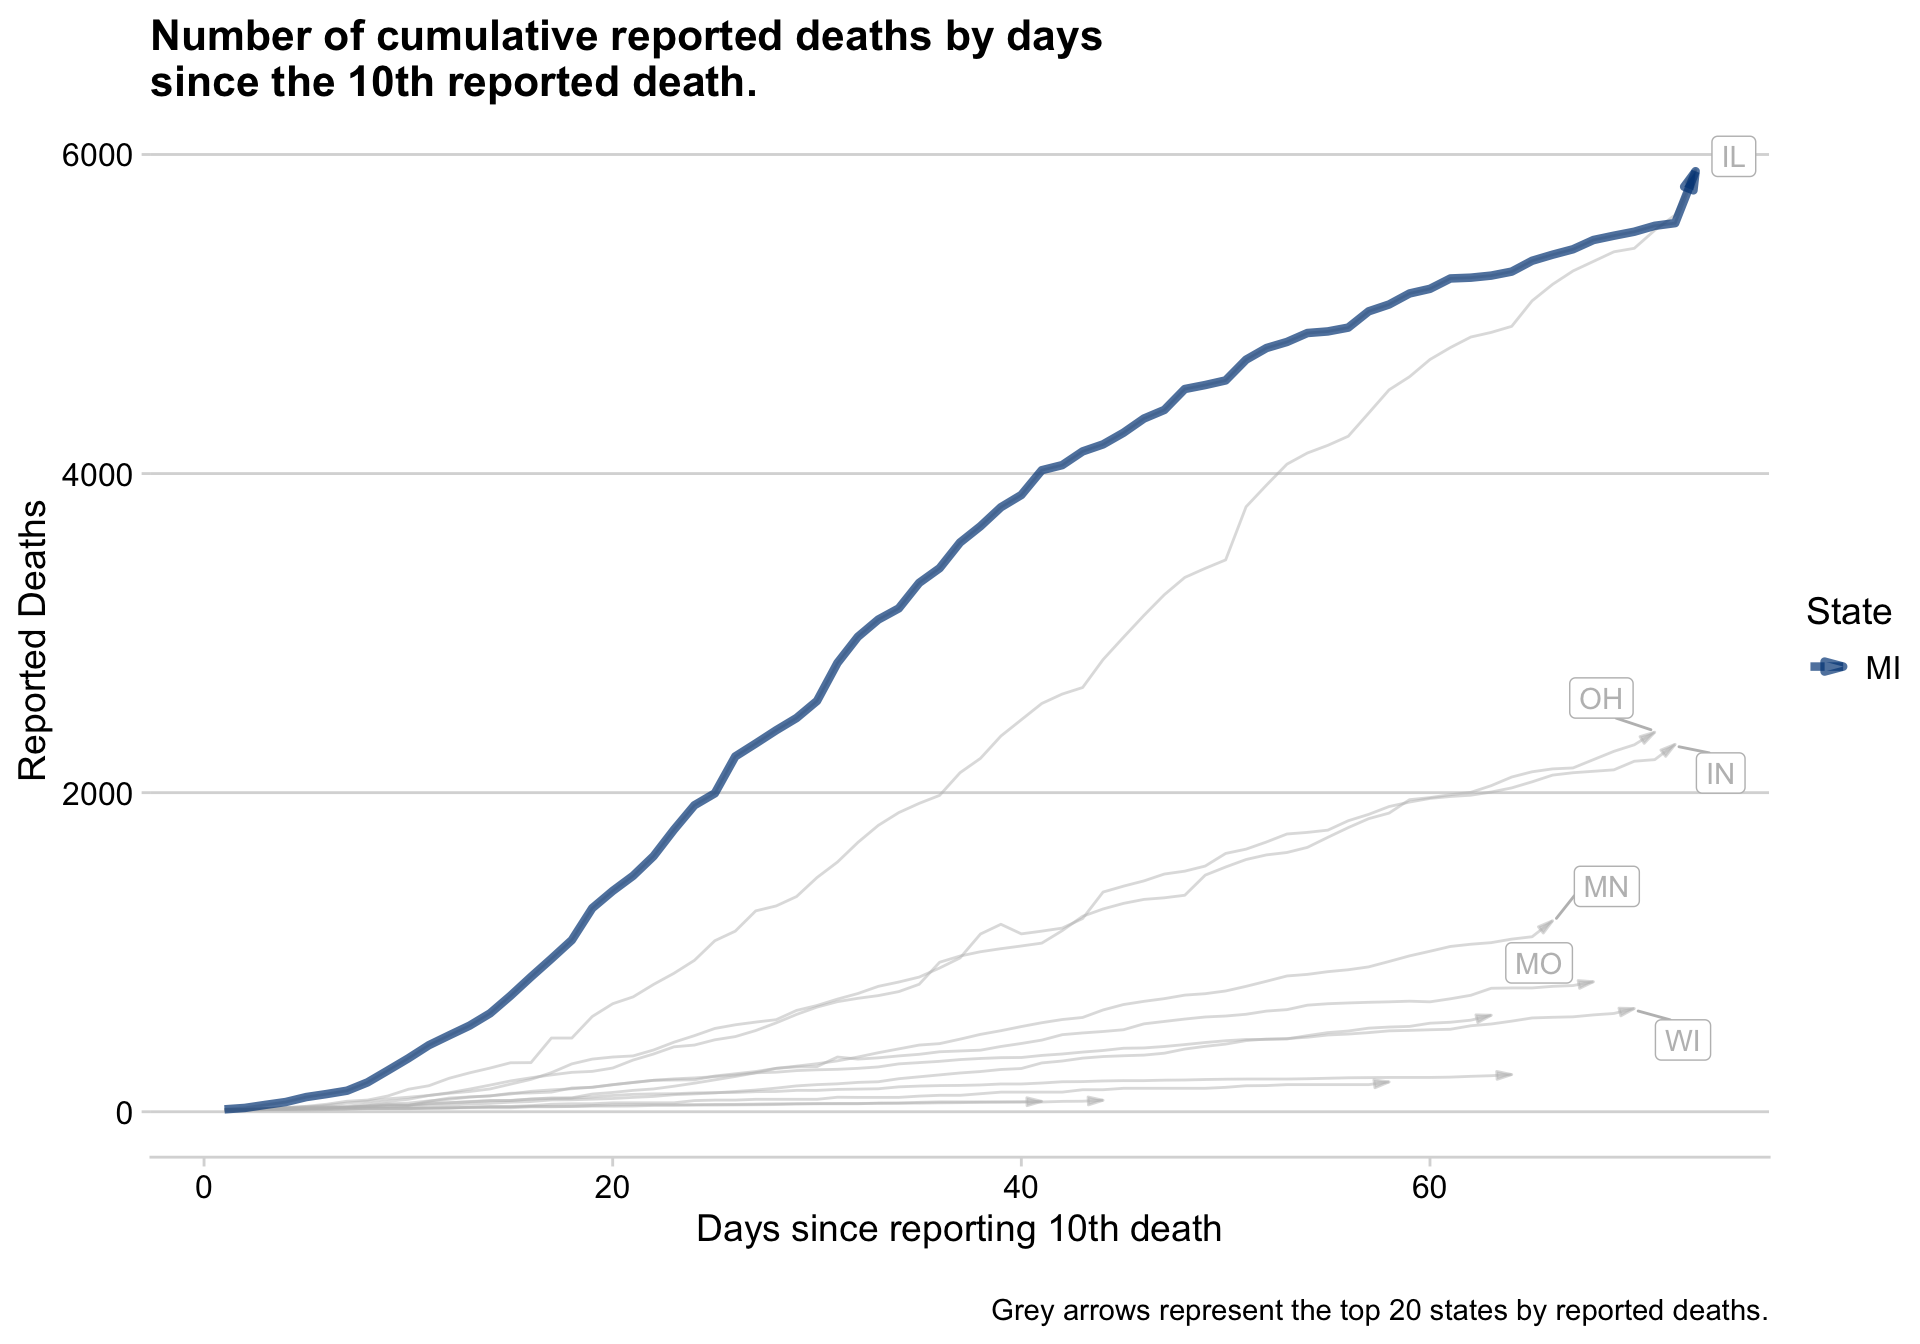 Number of cumulative reported deaths by days
since the 10th reported death.
6000
4000
2000
0
Reported Deaths
IL
OH
IN
MN
MO
WI
State
MI
0
20
40
60
Days since reporting 10th death
Grey arrows represent the top 20 states by reported deaths.